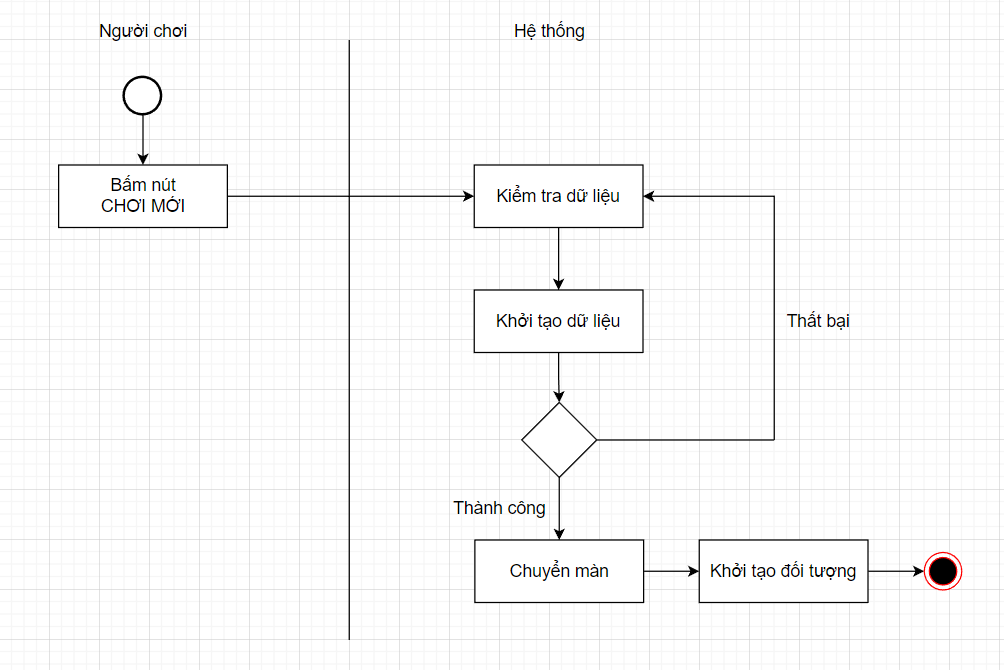 Người chơi
Hệ thống
Bấm nút
CHƠI MỚI
Kiểm tra dữ liệu
Khởi tạo dữ liệu
Thất bại
Thành công
Chuyển màn
Khởi tạo đối tượng